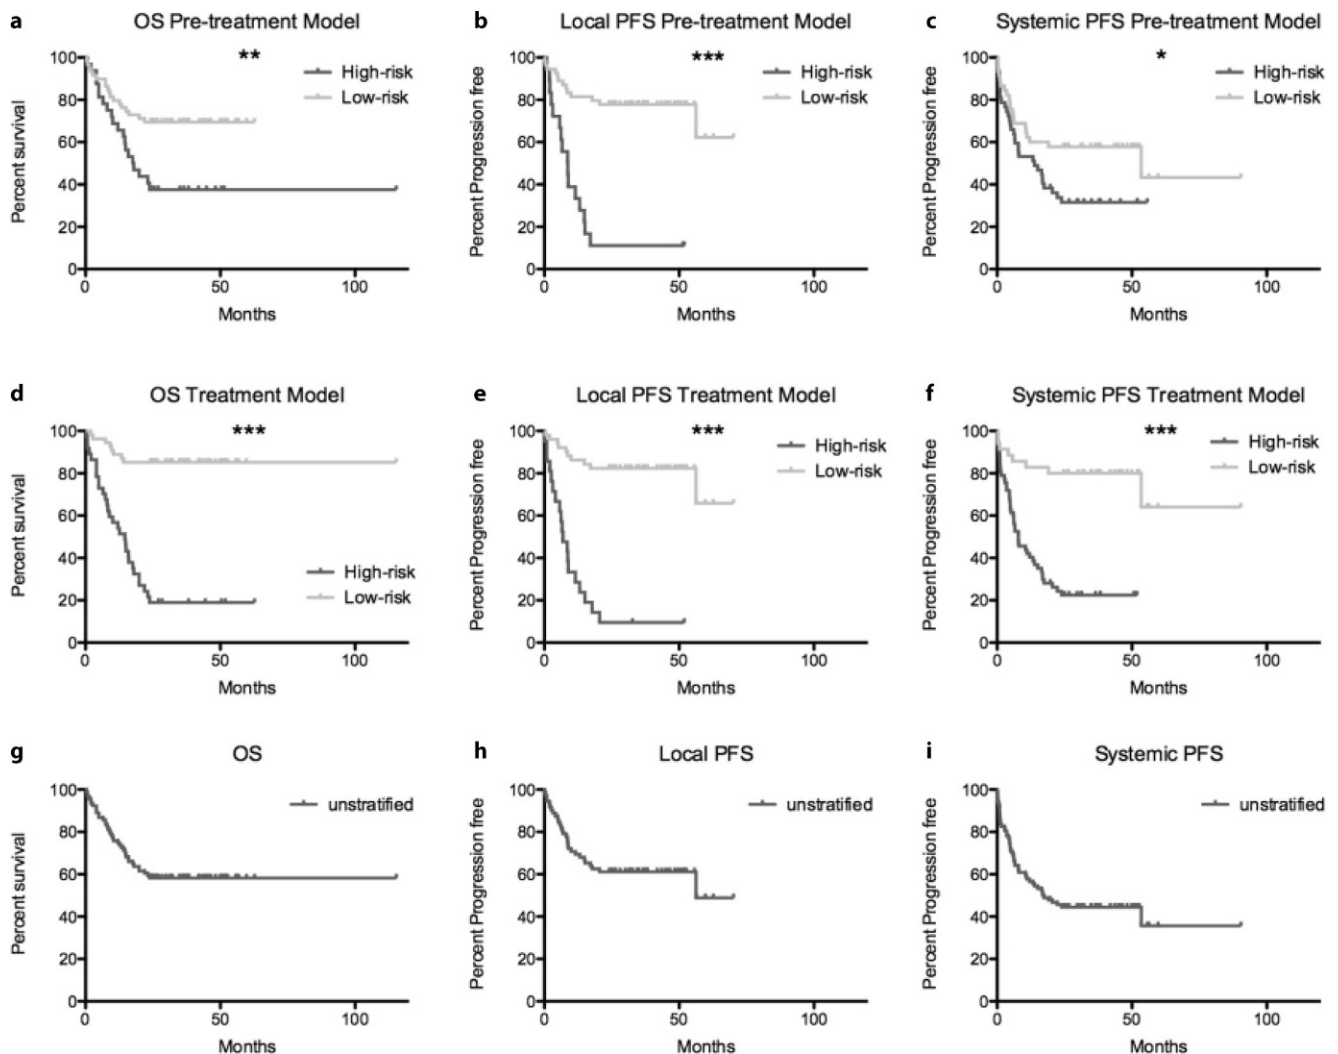 a OS Pre-treatment Model
**
High-risk
Low-risk
Percent survival
100
80
60
40
20
0
0 50 100
Months
b Local PFS Pre-treatment Model
***
High-risk
Low-risk
Percent Progression free
100
80
60
40
20
0
0 50 100
Months
c Systemic PFS Pre-treatment Model
*
High-risk
Low-risk
Percent Progression free
100
80
60
40
20
0
0 50 100
Months
d OS Treatment Model
***
High-risk
Low-risk
Percent survival
100
80
60
40
20
0
0 50 100
Months
e Local PFS Treatment Model
***
High-risk
Low-risk
Percent Progression free
100
80
60
40
20
0
0 50 100
Months
f Systemic PFS Treatment Model
***
High-risk
Low-risk
Percent Progression free
100
80
60
40
20
0
0 50 100
Months
g OS
unstratified
Percent survival
100
80
60
40
20
0
0 50 100
Months
h Local PFS
unstratified
Percent Progression free
100
80
60
40
20
0
0 50 100
Months
i Systemic PFS
unstratified
Percent Progression free
100
80
60
40
20
0
0 50 100
Months